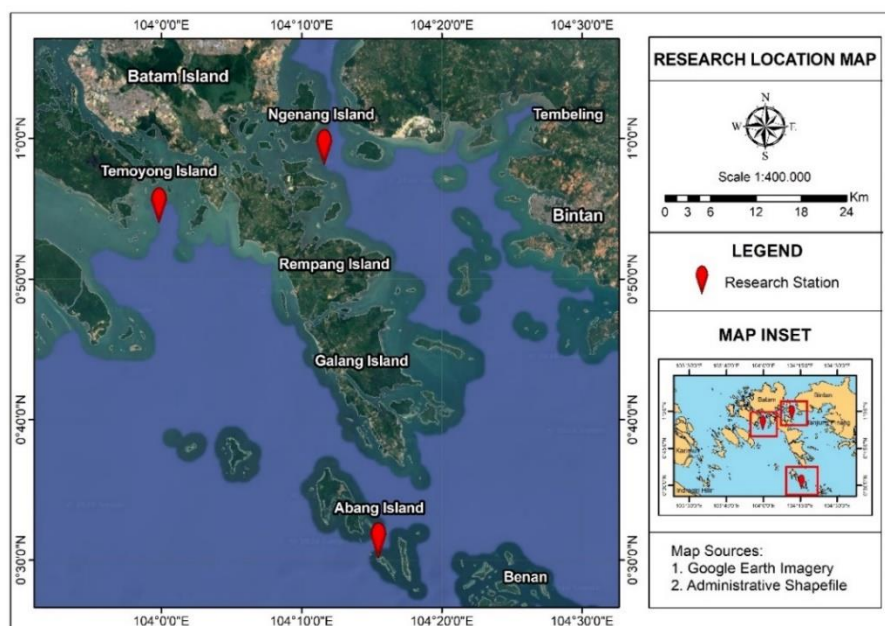 104°0'0"E
104°10'0"E
104°20'0"E
104°30'0"E
Batam Island
Ngenang Island
Tembeling
1°0'0"N
1°0'0"N
Temoyong Island
Bintan
Rempang Island
0°50'0"N
0°50'0"N
Galang Island
0°40'0"N
0°40'0"N
Abang Island
0°30'0"N
0°30'0"N
Benan
104°0'0"E
104°10'0"E
104°20'0"E
104°30'0"E
RESEARCH LOCATION MAP
N
W E
S
Scale 1:400.000
Km
0 3 6 12 18 24
LEGEND
Research Station
MAP INSET
Batam
Bintan
Map Sources:
1. Google Earth Imagery
2. Administrative Shapefile